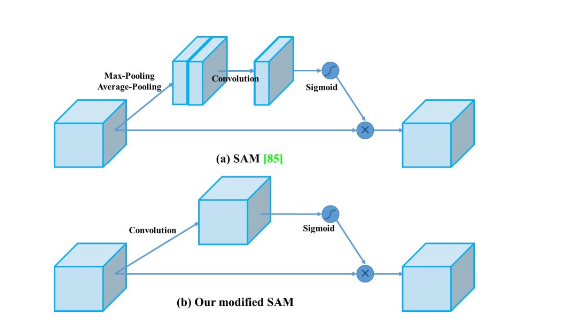 Max-Pooling
Average-Pooling
Convolution
Sigmoid
×
(a) SAM [85]
Convolution
Sigmoid
×
(b) Our modified SAM